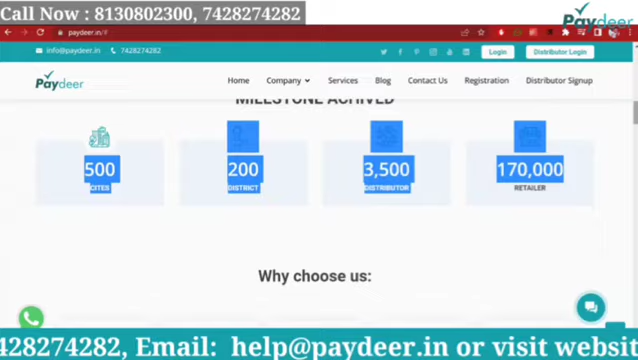 Call Now : 8130802300, 7428274282
Paydeer
paydeer.in/#
info@paydeer.in 7428274282 Login Distributor Login
Paydeer Home Company Services Blog Contact Us Registration Distributor Signup
MILESTONE ACHIVED
500 200 3,500 170,000
CITES DISTRICT DISTRIBUTOR RETAILER
Why choose us:
428274282, Email: help@paydeer.in or visit websit